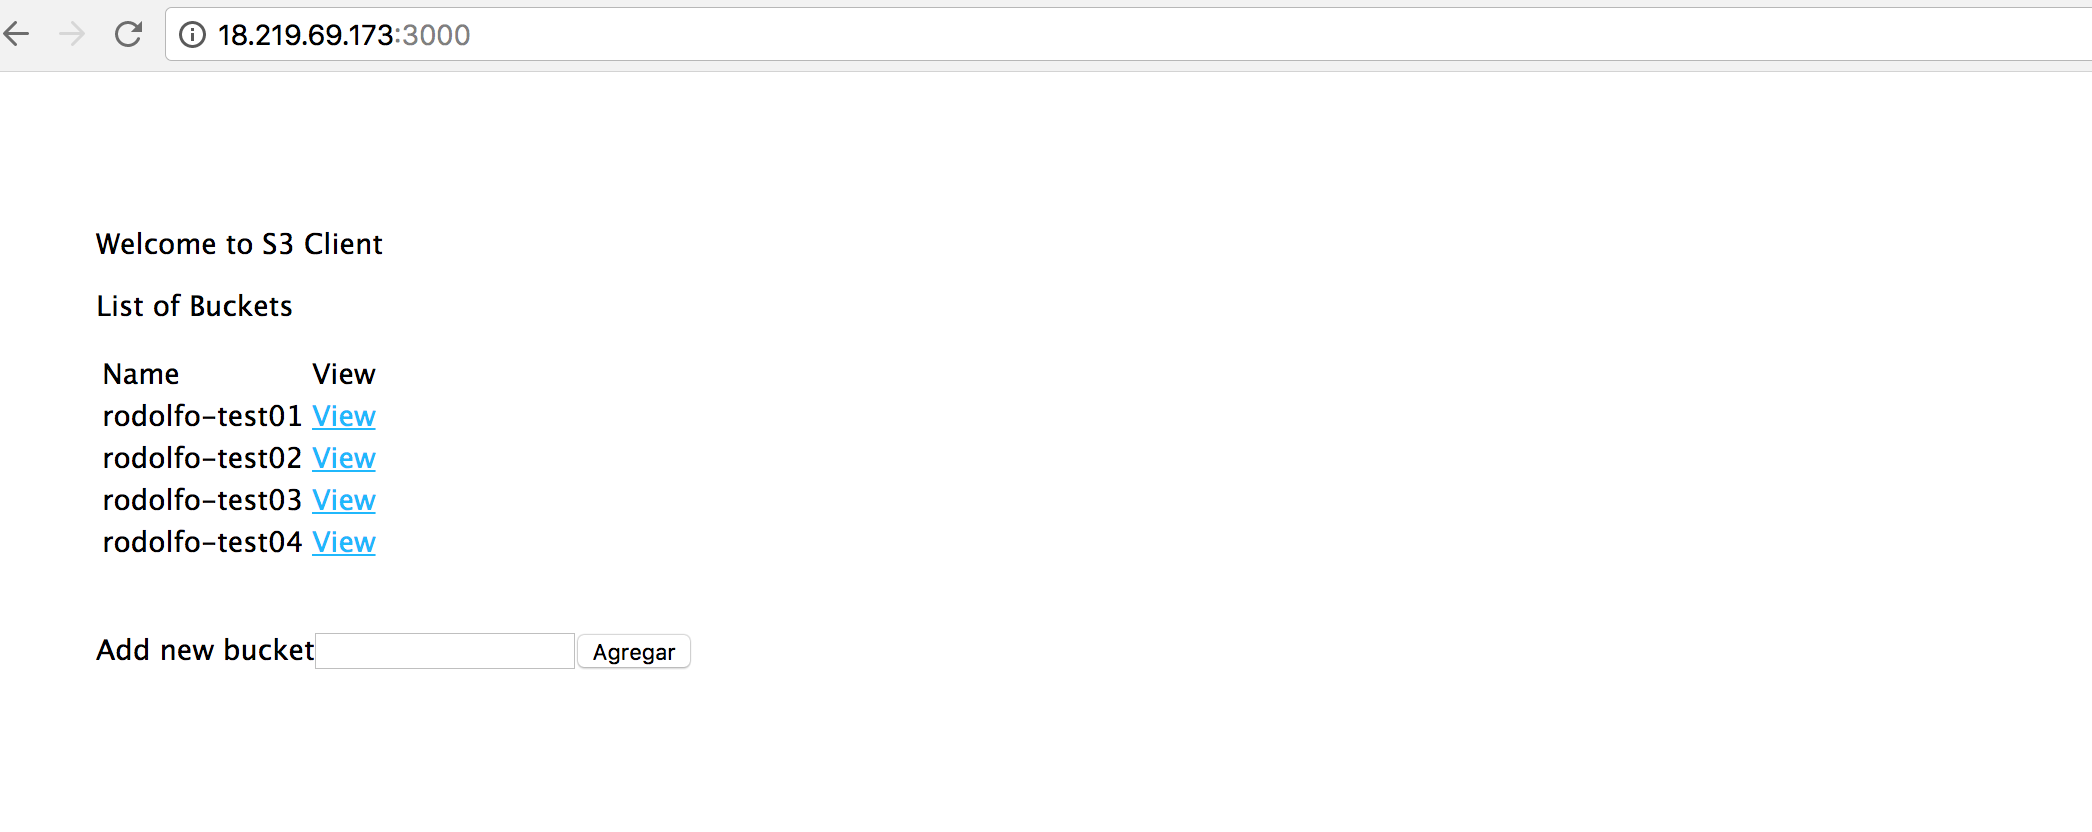 18.219.69.173:3000
Welcome to S3 Client
List of Buckets
Name View
rodolfo-test01 View
rodolfo-test02 View
rodolfo-test03 View
rodolfo-test04 View
Add new bucket Agregar